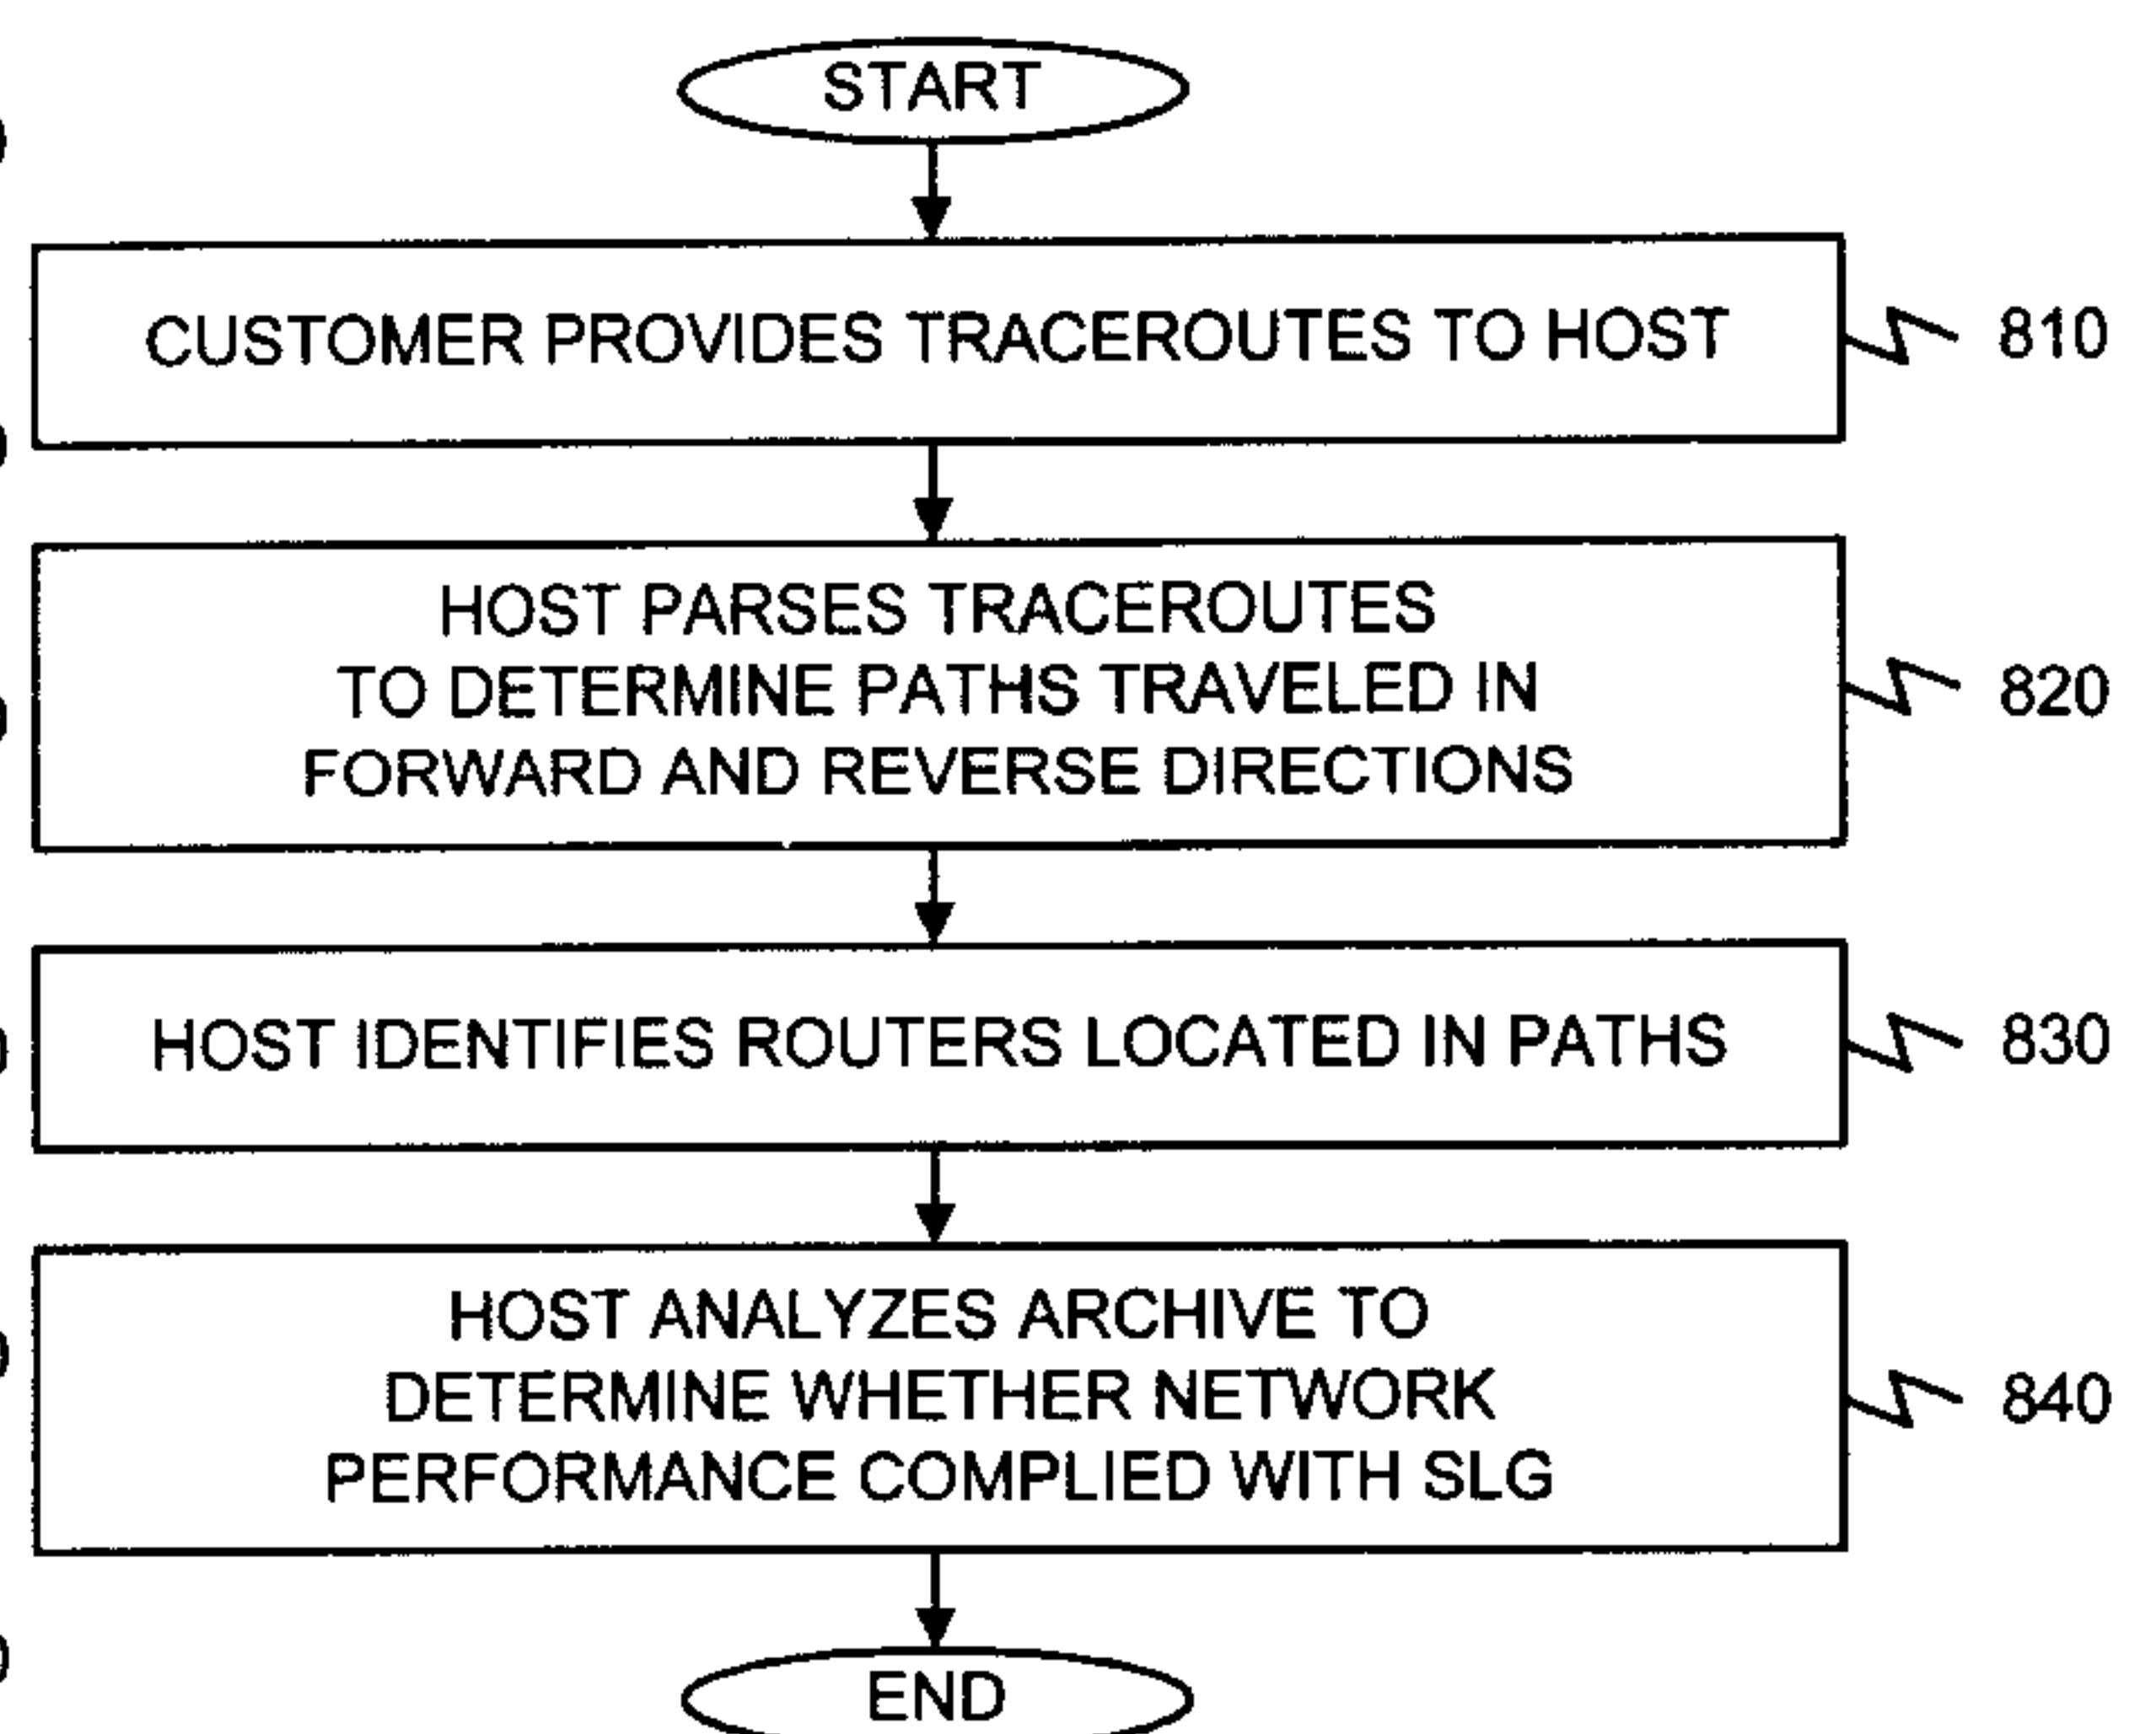 START
CUSTOMER PROVIDES TRACEROUTES TO HOST
810
HOST PARSES TRACEROUTES
TO DETERMINE PATHS TRAVELED IN
FORWARD AND REVERSE DIRECTIONS
820
HOST IDENTIFIES ROUTERS LOCATED IN PATHS
830
HOST ANALYZES ARCHIVE TO
DETERMINE WHETHER NETWORK
PERFORMANCE COMPLIED WITH SLG
840
END